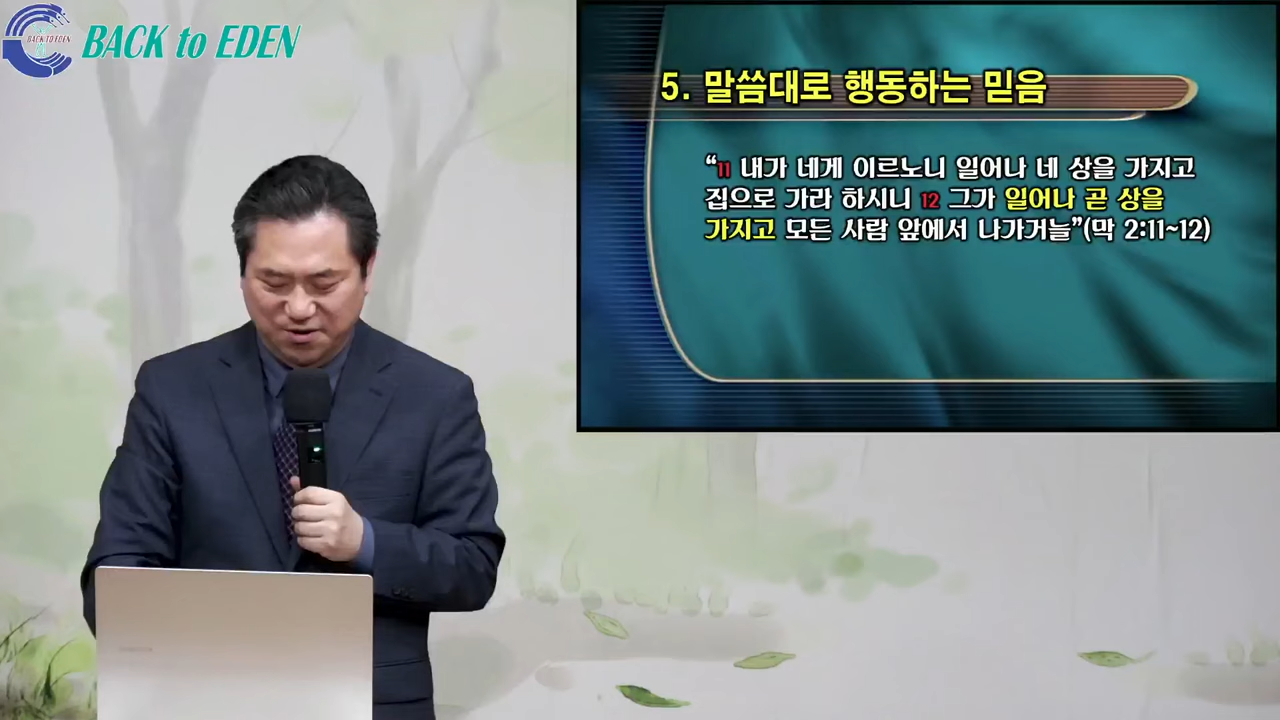 BACK TO EDEN
BACK to EDEN
5. 말씀대로 행동하는 믿음
“11 내가 네게 이르노니 일어나 네 상을 가지고
집으로 가라 하시니 12 그가 일어나 곧 상을
가지고 모든 사람 앞에서 나가거늘”(막 2:11~12)